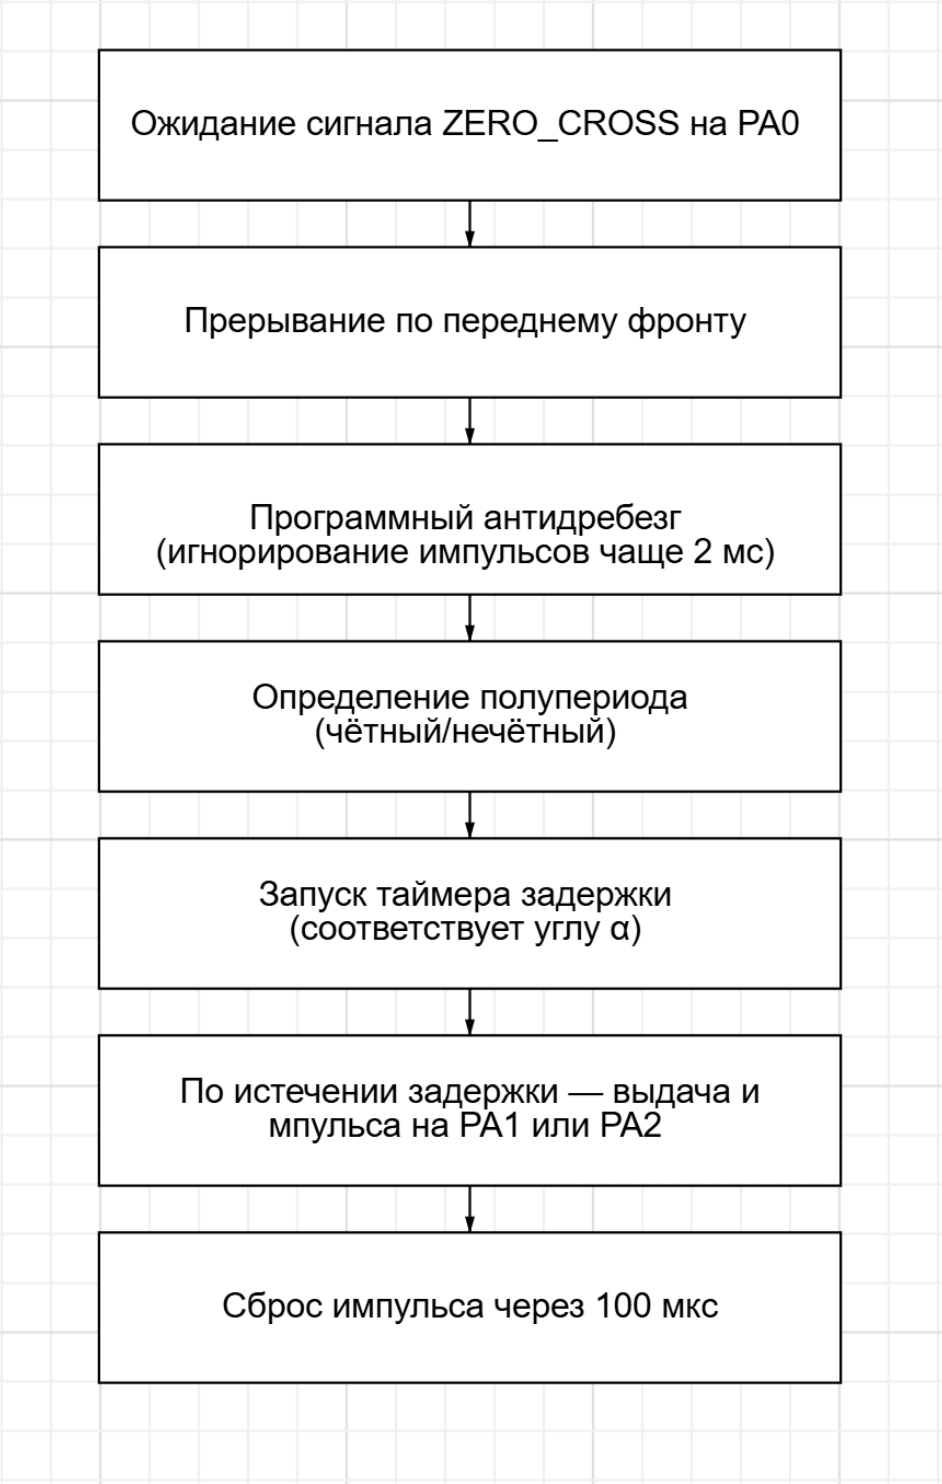 Ожидание сигнала ZERO_CROSS на PA0
Прерывание по переднему фронту
Программный антидребезг
(игнорирование импульсов чаще 2 мс)
Определение полупериода
(чётный/нечётный)
Запуск таймера задержки
(соответствует углу α)
По истечении задержки — выдача и
мпульса на PA1 или PA2
Сброс импульса через 100 мкс